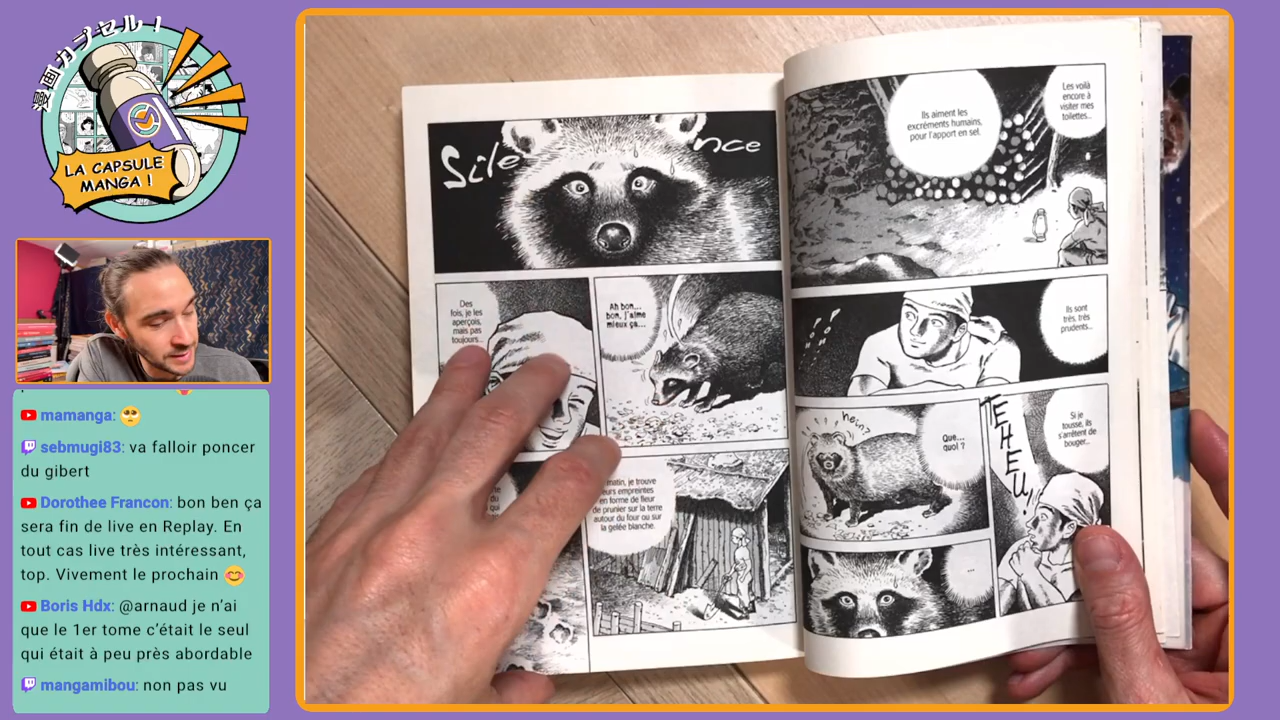 漫画カプセル！
LA CAPSULE
MANGA !
mamanga: 🥺
sebmugi83: va falloir poncer
du gibert
Dorothee Francon: bon ben ça
sera fin de live en Replay. En
tout cas live très intéressant,
top. Vivement le prochain 😊
Boris Hdx: @arnaud je n’ai
que le 1er tome c’était le seul
qui était à peu près abordable
mangamibou: non pas vu
Silence
Des
fois, je les
aperçois,
mais pas
toujours...
Ah bon...
bon, j'aime
mieux ça...
matin, je trouve
leurs empreintes
en forme de fleur
de prunier sur la terre
autour du four ou sur
la gelée blanche.
Ils aiment les
excréments humains,
pour l'apport en sel.
Les voilà
encore à
visiter mes
toilettes...
Ils sont
très, très
prudents...
hein?
Que...
quoi ?
TEHEU!!
Si je
tousse, ils
s'arrêtent de
bouger...
...